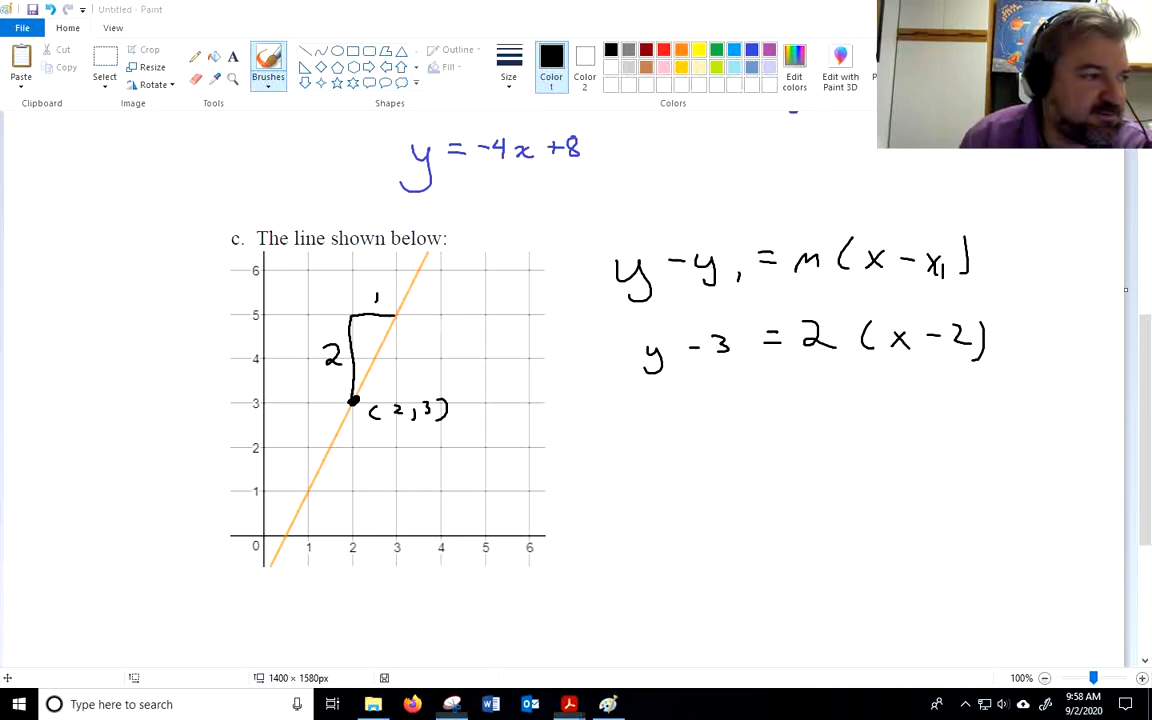 Untitled - Paint
File Home View
Paste Cut Copy Select Crop Resize Rotate Brushes Outline Fill Size Color 1 Color 2 Edit colors Edit with Paint 3D
Clipboard Image Tools Shapes Colors
y = -4x +8
c. The line shown below:
y - y1 = m(x - x1)
y - 3 = 2 (x - 2)
6
1
5
2
4
3
(2,3)
2
1
0 1 2 3 4 5 6
1400 × 1580px 100%
Type here to search 9:58 AM
9/2/2020